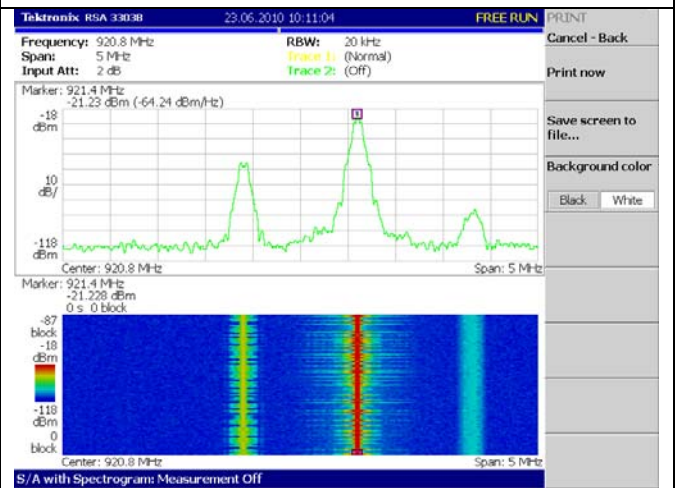 Tektronix RSA 3303B 23.06.2010 10:11:04 FREE RUN PRINT
Cancel - Back
Frequency: 920.8 MHz RBW: 20 kHz
Span: 5 MHz Trace 1: (Normal)
Input Att: 2 dB Trace 2: (Off)
Print now
Marker: 921.4 MHz
-21.23 dBm (-64.24 dBm/Hz)
-18
dBm
1
Save screen to
file...
Background color
Black White
10
dB/
-118
dBm
Center: 920.8 MHz Span: 5 MHz
Marker: 921.4 MHz
-21.228 dBm
0 s 0 block
-87
block
-18
dBm
-118
dBm
0
block
Center: 920.8 MHz Span: 5 MHz
S/A with Spectrogram: Measurement Off